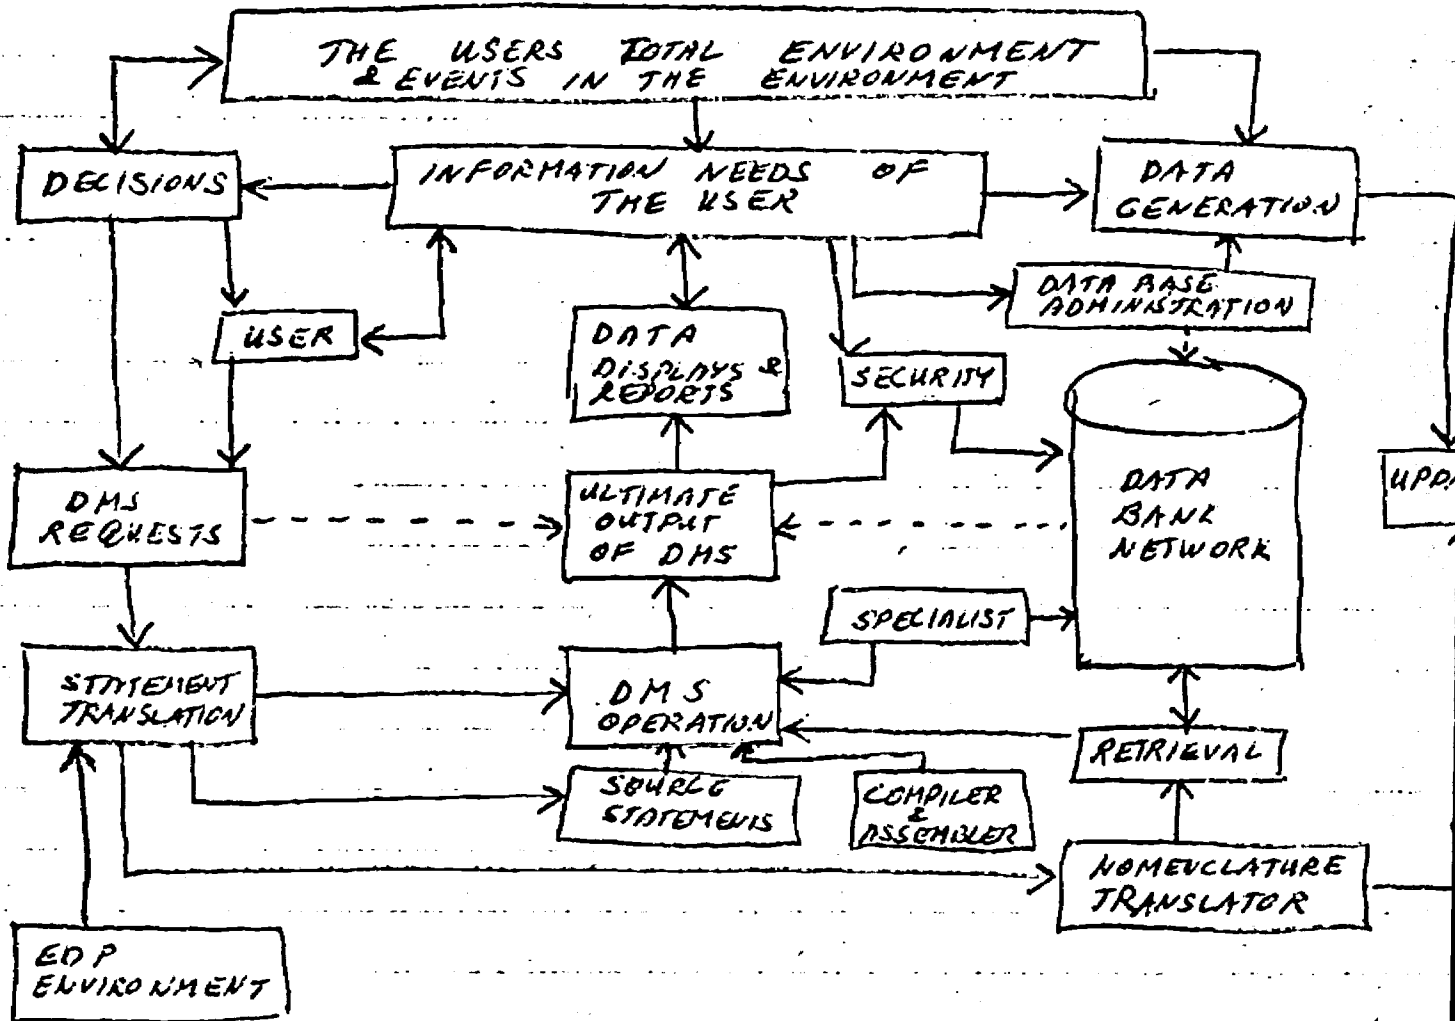 THE USERS TOTAL ENVIRONMENT
& EVENTS IN THE ENVIRONMENT
DECISIONS
INFORMATION NEEDS OF
THE USER
DATA
GENERATION
DATA BASE
ADMINISTRATION
USER
DATA
DISPLAYS &
REPORTS
SECURITY
DMS
REQUESTS
ULTIMATE
OUTPUT
OF DMS
DATA
BANK
NETWORK
UPDA
SPECIALIST
STATEMENT
TRANSLATION
DMS
OPERATION
RETRIEVAL
SOURCE
STATEMENTS
COMPILER
&
ASSEMBLER
NOMENCLATURE
TRANSLATOR
EDP
ENVIRONMENT